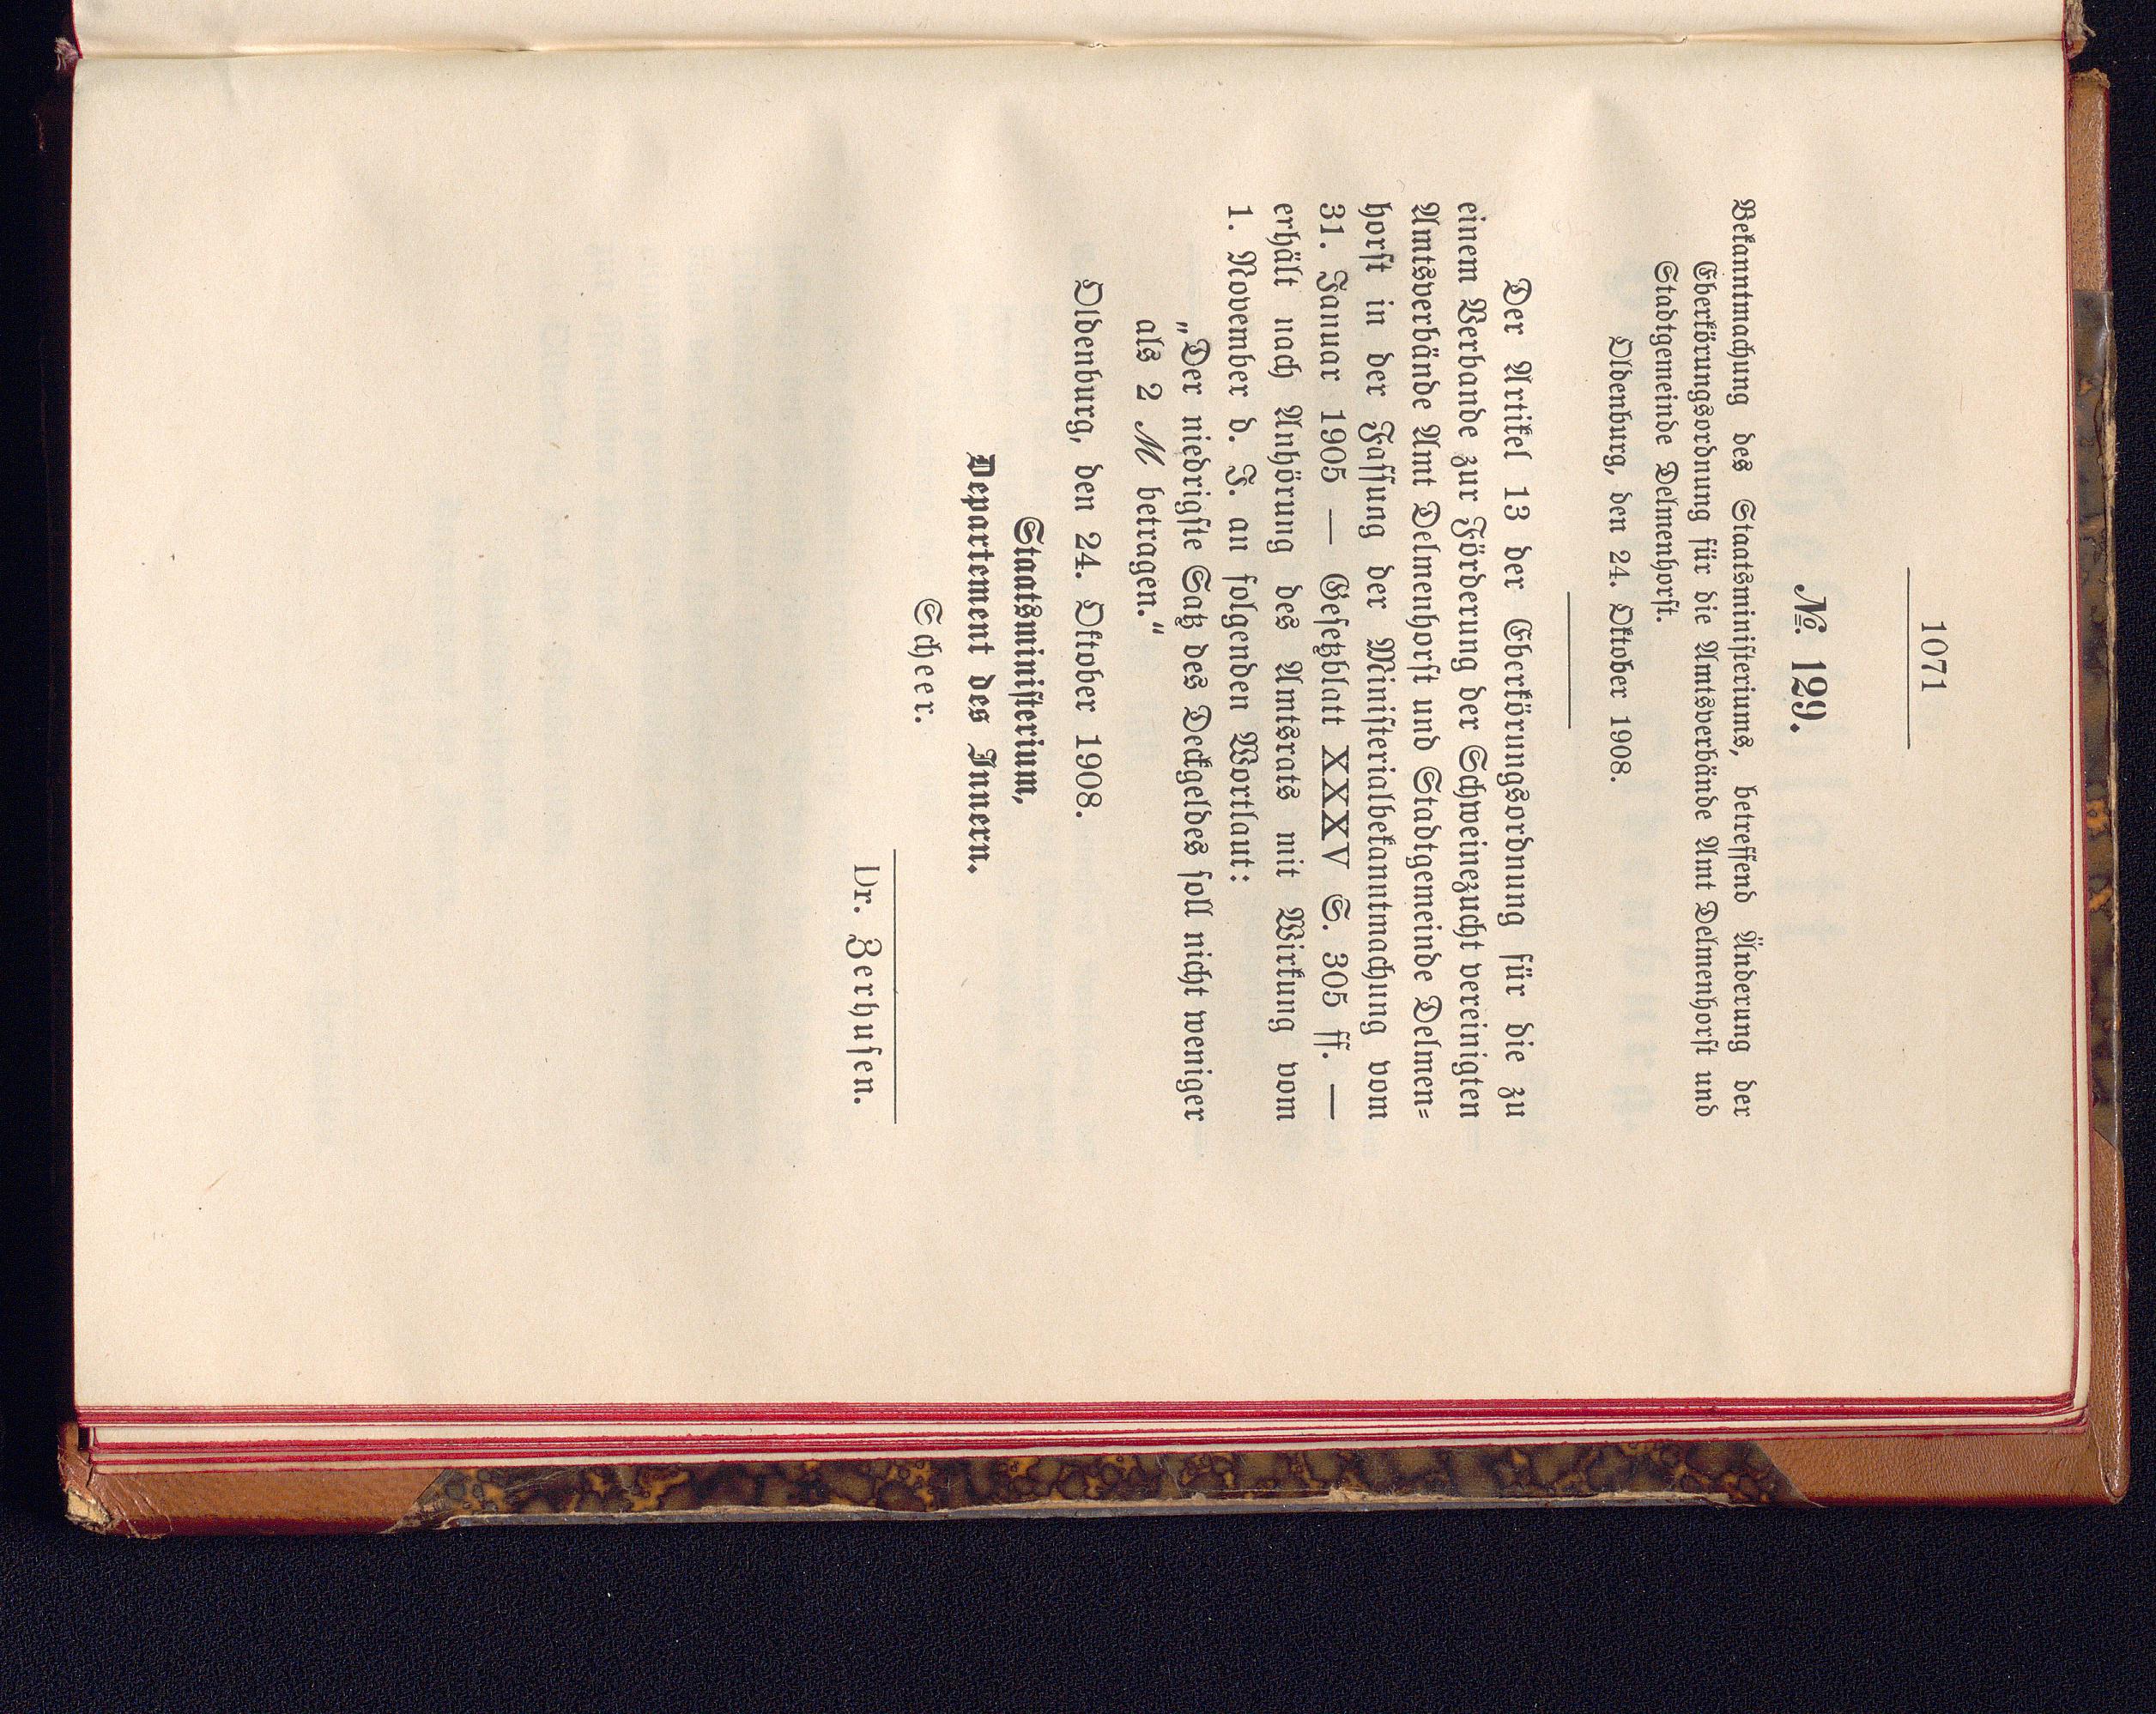 1071
№. 129.
Bekanntmachung des Staatsministeriums, betreffend Änderung der
Eberkörungsordnung für die Amtsverbände Amt Delmenhorst und
Stadtgemeinde Delmenhorst.
Oldenburg, den 24. Oktober 1908.
Der Artikel 13 der Eberkörungsordnung für die zu
einem Verbande zur Förderung der Schweinezucht vereinigten
Amtsverbände Amt Delmenhorst und Stadtgemeinde Delmen-
horst in der Fassung der Ministerialbekanntmachung vom
31. Januar 1905 — Gesetzblatt XXXV S. 305 ff. —
erhält nach Anhörung des Amtsrats mit Wirkung vom
1. November d. J. an folgenden Wortlaut:
„Der niedrigste Satz des Deckgeldes soll nicht weniger
als 2 ℳ betragen.“
Oldenburg, den 24. Oktober 1908.
Staatsministerium,
Departement des Innern.
Scheer.
Dr. Zerhusen.